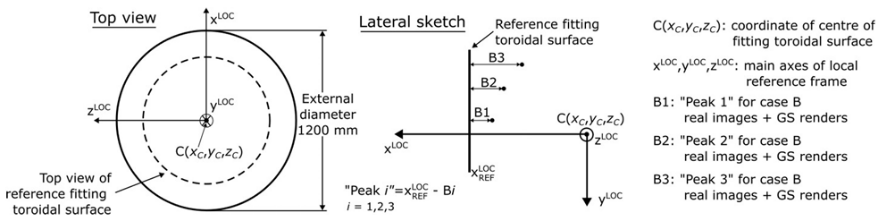 Top view
x^LOC
z^LOC
y^LOC
C(x_C,y_C,z_C)
External
diameter
1200 mm
Top view of
reference fitting
toroidal surface
Lateral sketch
Reference fitting
toroidal surface
B3
B2
B1
C(x_C,y_C,z_C)
z^LOC
x^LOC
x_REF^LOC
y^LOC
"Peak i"=x_REF^LOC - Bi
i = 1,2,3
C(x_C,y_C,z_C): coordinate of centre of
fitting toroidal surface
x^LOC,y^LOC,z^LOC: main axes of local
reference frame
B1: "Peak 1" for case B
real images + GS renders
B2: "Peak 2" for case B
real images + GS renders
B3: "Peak 3" for case B
real images + GS renders